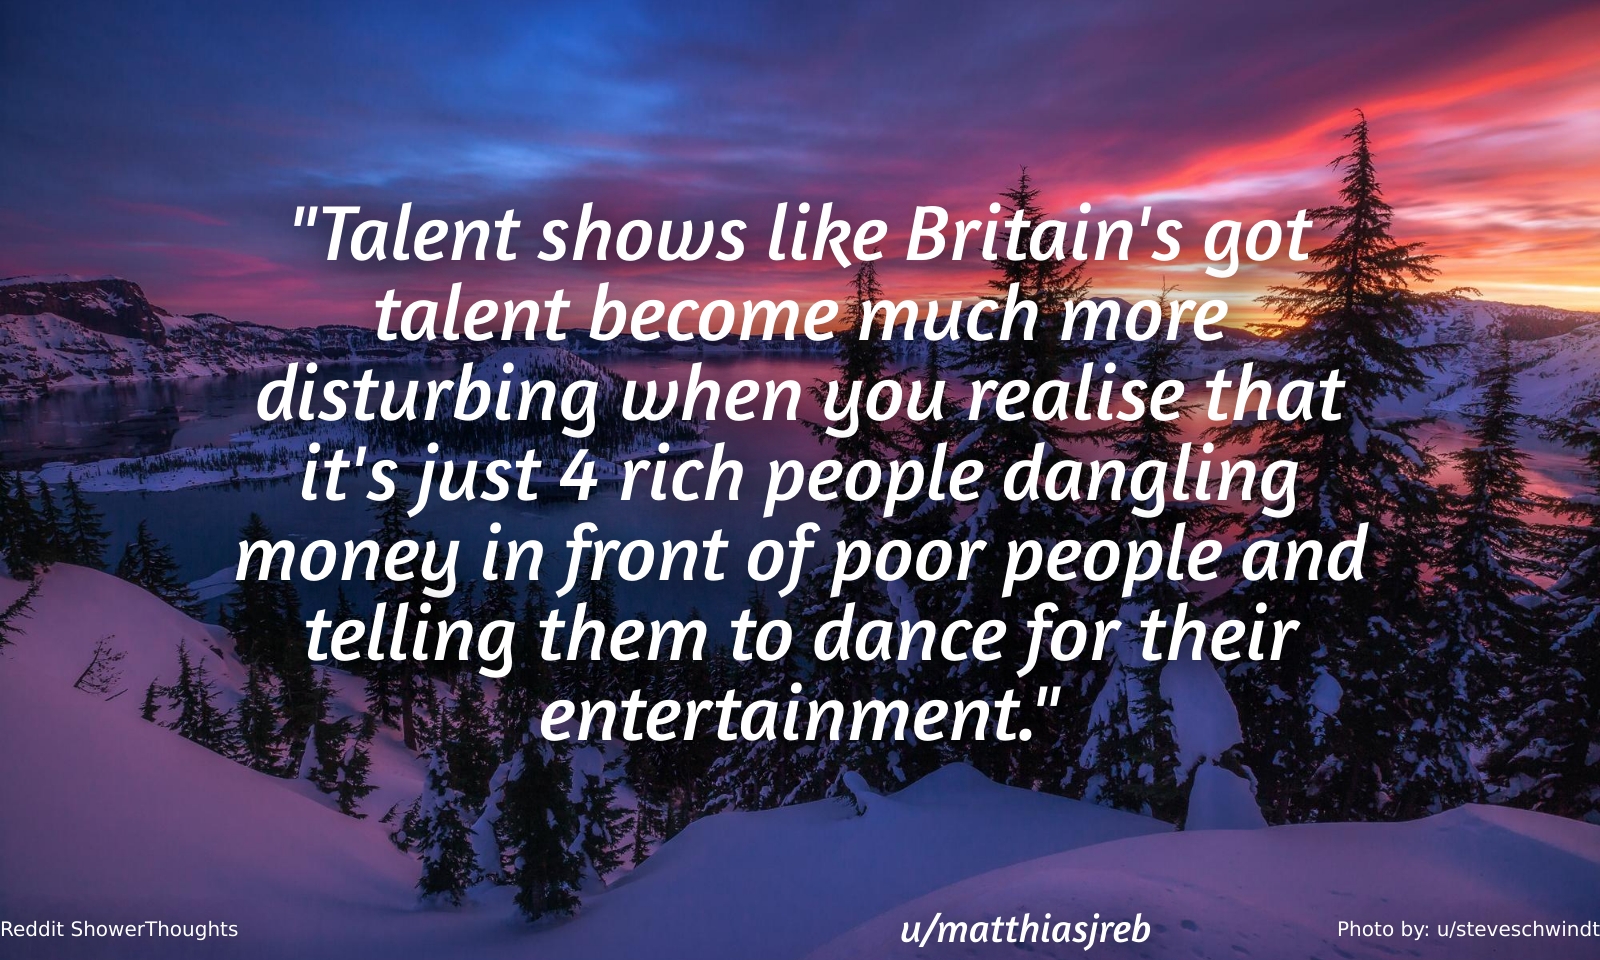 "Talent shows like Britain's got
talent become much more
disturbing when you realise that
it's just 4 rich people dangling
money in front of poor people and
telling them to dance for their
entertainment."
Reddit ShowerThoughts
u/matthiasjreb
Photo by: u/steveschwindt